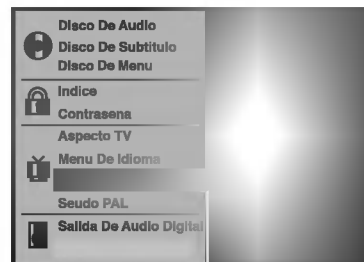 Disco De Audio
Disco De Subtitulo
Disco De Menu
Indice
Contrasena
Aspecto TV
Menu De Idioma
Seudo PAL
Salida De Audio Digital